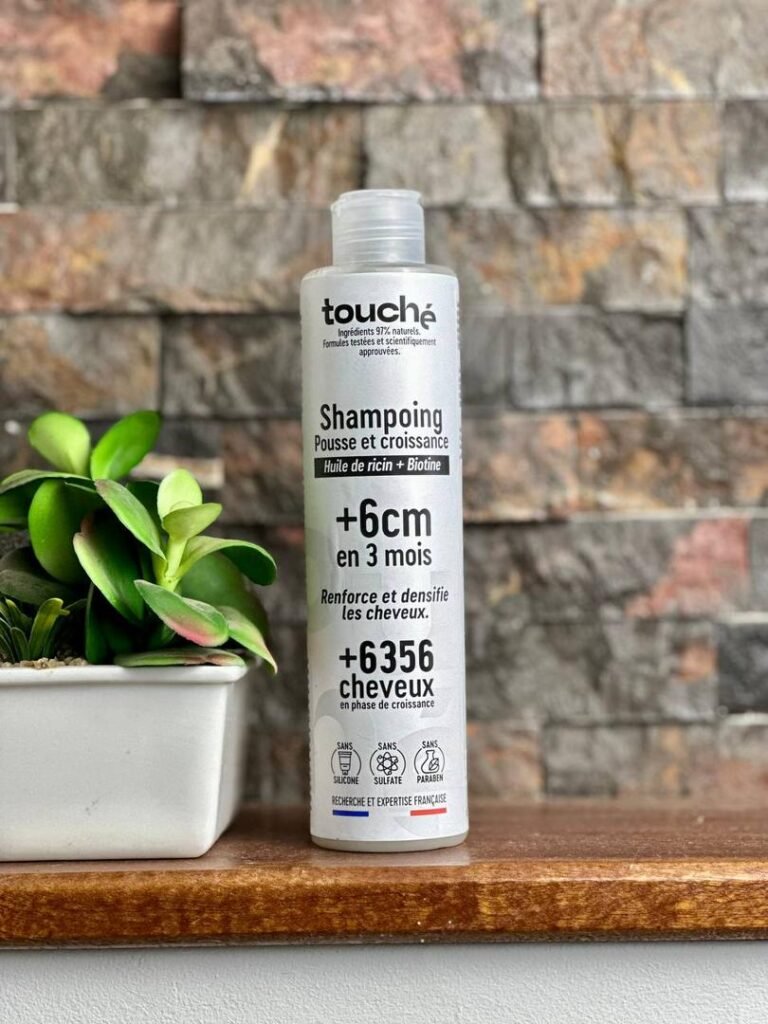 touché
Ingrédients 97% naturels.
Formules testées et scientifiquement
approuvées.
Shampoing
Pousse et croissance
Huile de ricin + Biotine
+6cm
en 3 mois
Renforce et densifie
les cheveux.
+6356
cheveux
en phase de croissance
SANS
SILICONE
SANS
SULFATE
SANS
PARABEN
RECHERCHE ET EXPERTISE FRANÇAISE